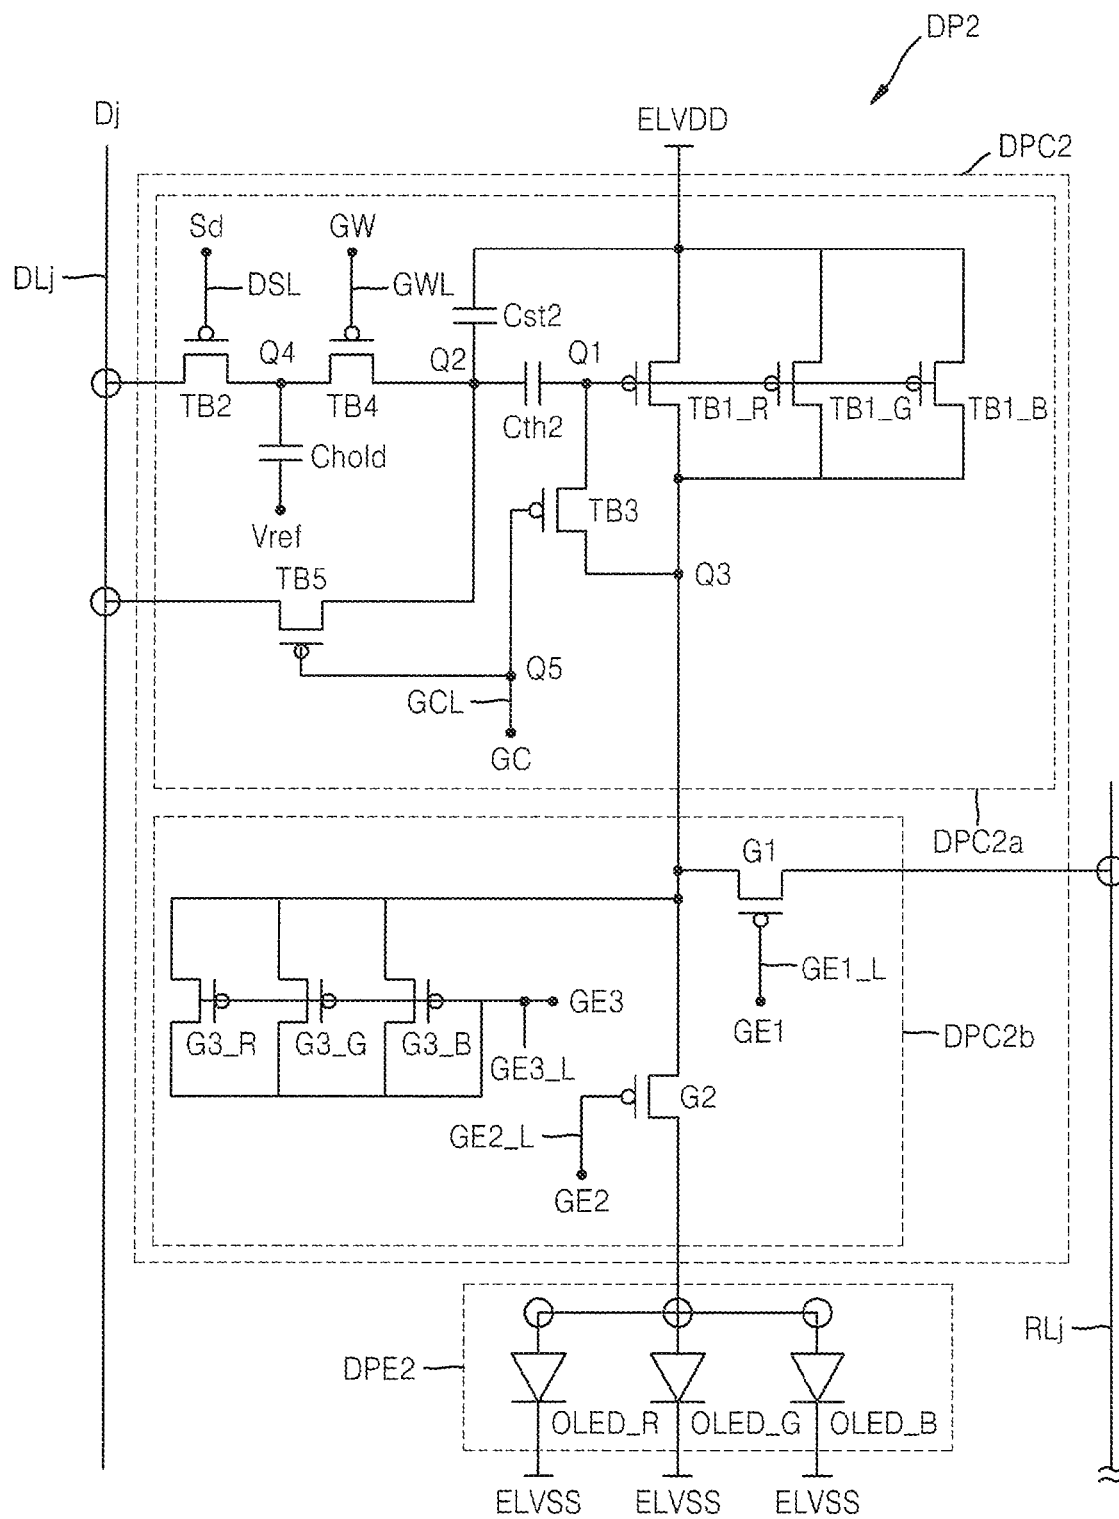 DP2
Dj
ELVDD
DPC2
Sd
GW
DLj
DSL
GWL
Cst2
Q4
Q2
Q1
TB2
TB4
Cth2
TB1_R
TB1_G
TB1_B
Chold
TB3
Vref
TB5
Q3
Q5
GCL
GC
DPC2a
G1
GE1_L
GE3
GE1
DPC2b
G3_R
G3_G
G3_B
GE3_L
G2
GE2_L
GE2
RLj
DPE2
OLED_R
OLED_G
OLED_B
ELVSS
ELVSS
ELVSS